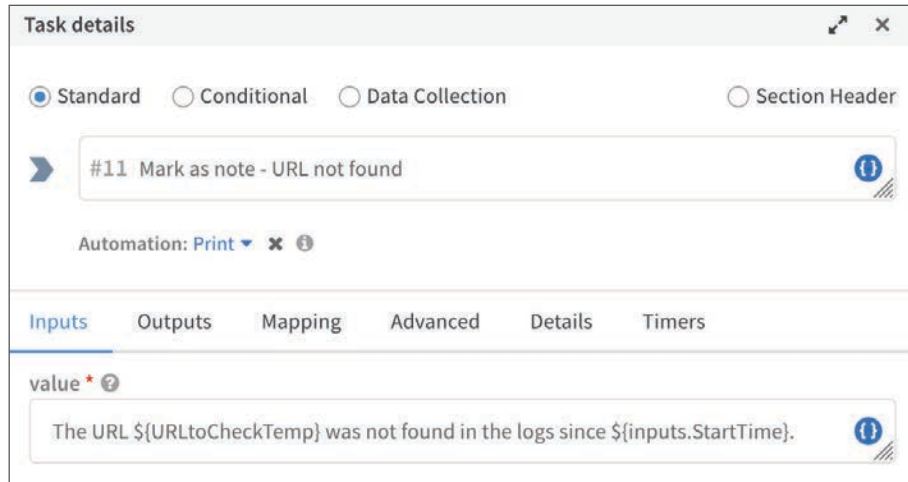 Task details
Standard Conditional Data Collection Section Header
#11 Mark as note - URL not found
Automation: Print
Inputs Outputs Mapping Advanced Details Timers
value *
The URL ${URLtoCheckTemp} was not found in the logs since ${inputs.StartTime}.